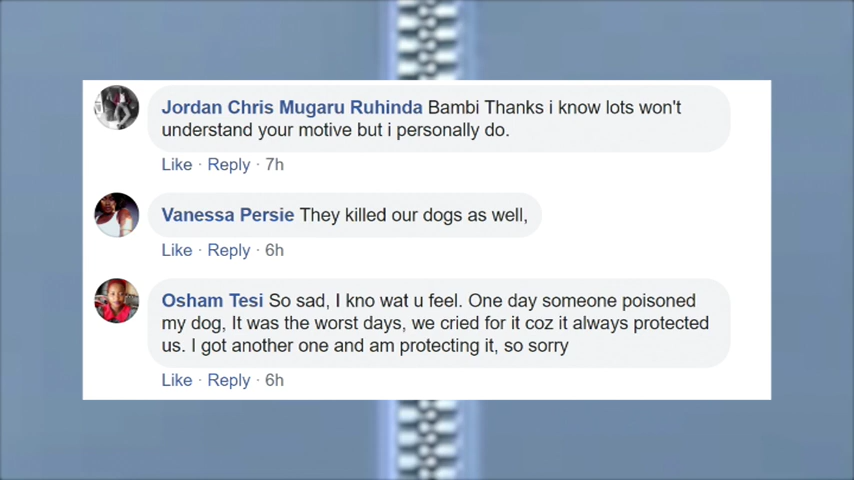 Jordan Chris Mugaru Ruhinda Bambi Thanks i know lots won't
understand your motive but i personally do.
Like · Reply · 7h
Vanessa Persie They killed our dogs as well,
Like · Reply · 6h
Osham Tesi So sad, I kno wat u feel. One day someone poisoned
my dog, It was the worst days, we cried for it coz it always protected
us. I got another one and am protecting it, so sorry
Like · Reply · 6h